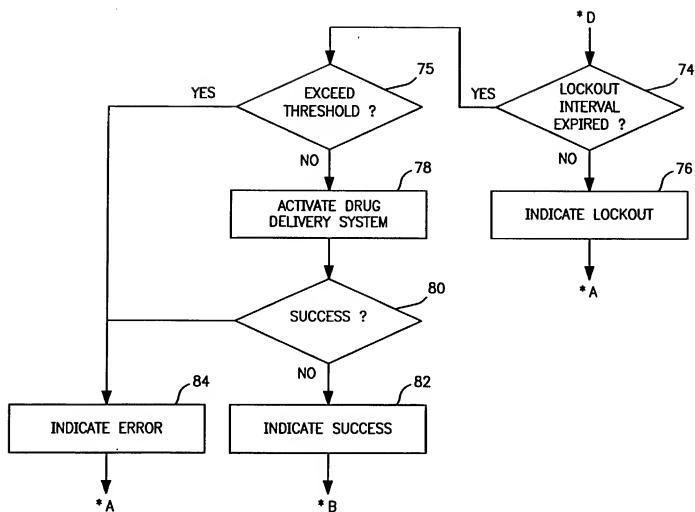 *D
75
74
YES
EXCEED
THRESHOLD ?
YES
LOCKOUT
INTERVAL
EXPIRED ?
NO
NO
78
76
ACTIVATE DRUG
DELIVERY SYSTEM
INDICATE LOCKOUT
80
*A
SUCCESS ?
NO
84
82
INDICATE ERROR
INDICATE SUCCESS
*A
*B